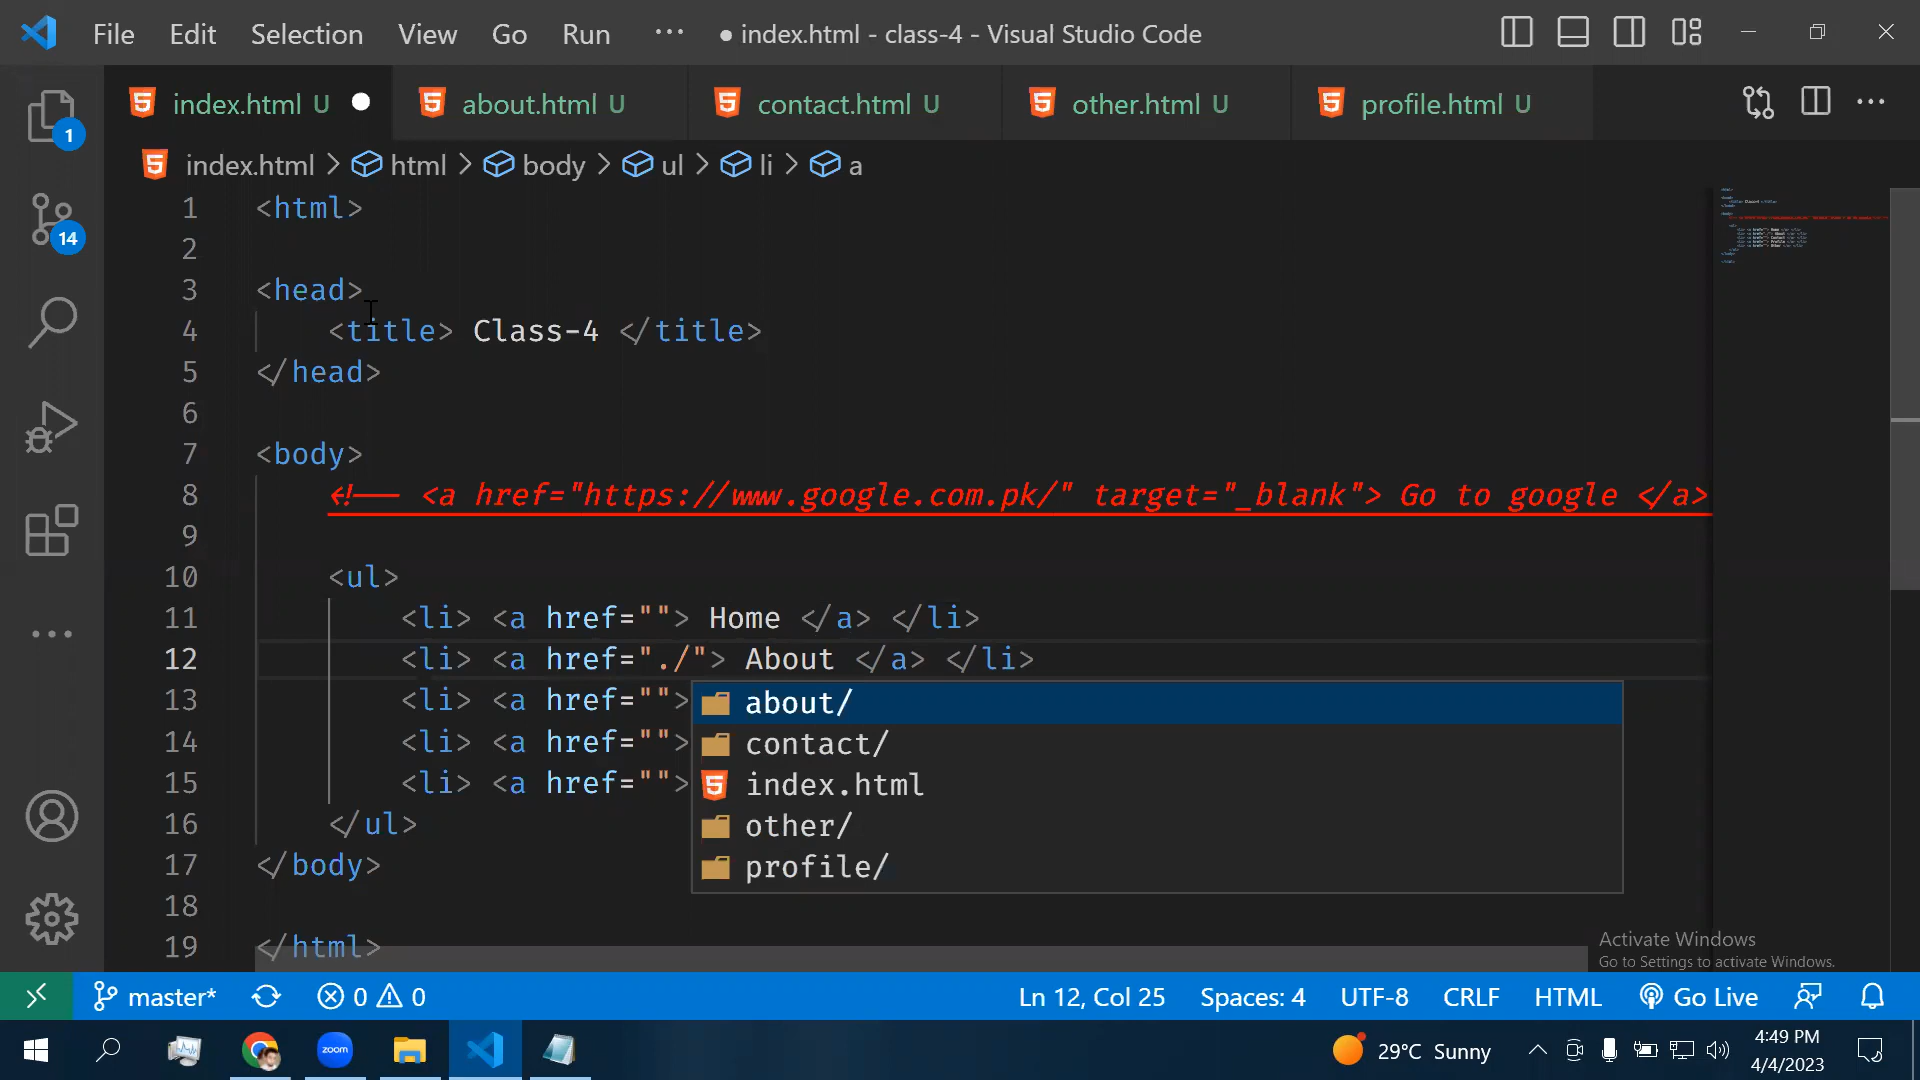 File Edit Selection View Go Run ··· ● index.html - class-4 - Visual Studio Code
index.html U ● about.html U contact.html U other.html U profile.html U
index.html > html > body > ul > li > a
1 <html>
2
3 <head>
4 <title> Class-4 </title>
5 </head>
6
7 <body>
8 <!-- <a href="https://www.google.com.pk/" target="_blank"> Go to google </a>
9
10 <ul>
11 <li> <a href=""> Home </a> </li>
12 <li> <a href="./"> About </a> </li>
13 <li> <a href="">
14 <li> <a href="">
15 <li> <a href="">
about/
contact/
index.html
other/
profile/
16 </ul>
17 </body>
18
19 </html>
1
14
Activate Windows
Go to Settings to activate Windows.
master* 0 0 Ln 12, Col 25 Spaces: 4 UTF-8 CRLF HTML Go Live
zoom
29°C Sunny
4:49 PM
4/4/2023